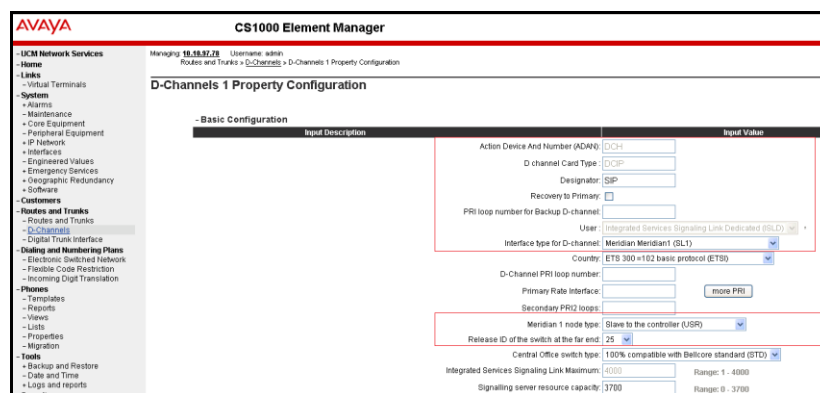 AVAYA
CS1000 Element Manager
- UCM Network Services
- Home
- Links
- Virtual Terminals
- System
+ Alarms
- Maintenance
+ Core Equipment
- Peripheral Equipment
+ IP Network
+ Interfaces
- Engineered Values
+ Emergency Services
+ Geographic Redundancy
+ Software
- Customers
- Routes and Trunks
- Routes and Trunks
- D-Channels
- Digital Trunk Interface
- Dialing and Numbering Plans
- Electronic Switched Network
- Flexible Code Restriction
- Incoming Digit Translation
- Phones
- Templates
- Reports
- Views
- Lists
- Properties
- Migration
- Tools
+ Backup and Restore
- Date and Time
+ Logs and reports
Managing: 10.10.97.78 Username: admin
Routes and Trunks » D-Channels » D-Channels 1 Property Configuration
D-Channels 1 Property Configuration
- Basic Configuration
Input Description Input Value
Action Device And Number (ADAN): DCH
D channel Card Type : DCIP
Designator: SIP
Recovery to Primary:
PRI loop number for Backup D-channel:
User : Integrated Services Signaling Link Dedicated (ISLD) *
Interface type for D-channel: Meridian Meridian1 (SL1)
Country: ETS 300 =102 basic protocol (ETSI)
D-Channel PRI loop number:
Primary Rate Interface: more PRI
Secondary PRI2 loops:
Meridian 1 node type: Slave to the controller (USR)
Release ID of the switch at the far end: 25
Central Office switch type: 100% compatible with Bellcore standard (STD)
Integrated Services Signaling Link Maximum: 4000 Range: 1 - 4000
Signalling server resource capacity: 3700 Range: 0 - 3700